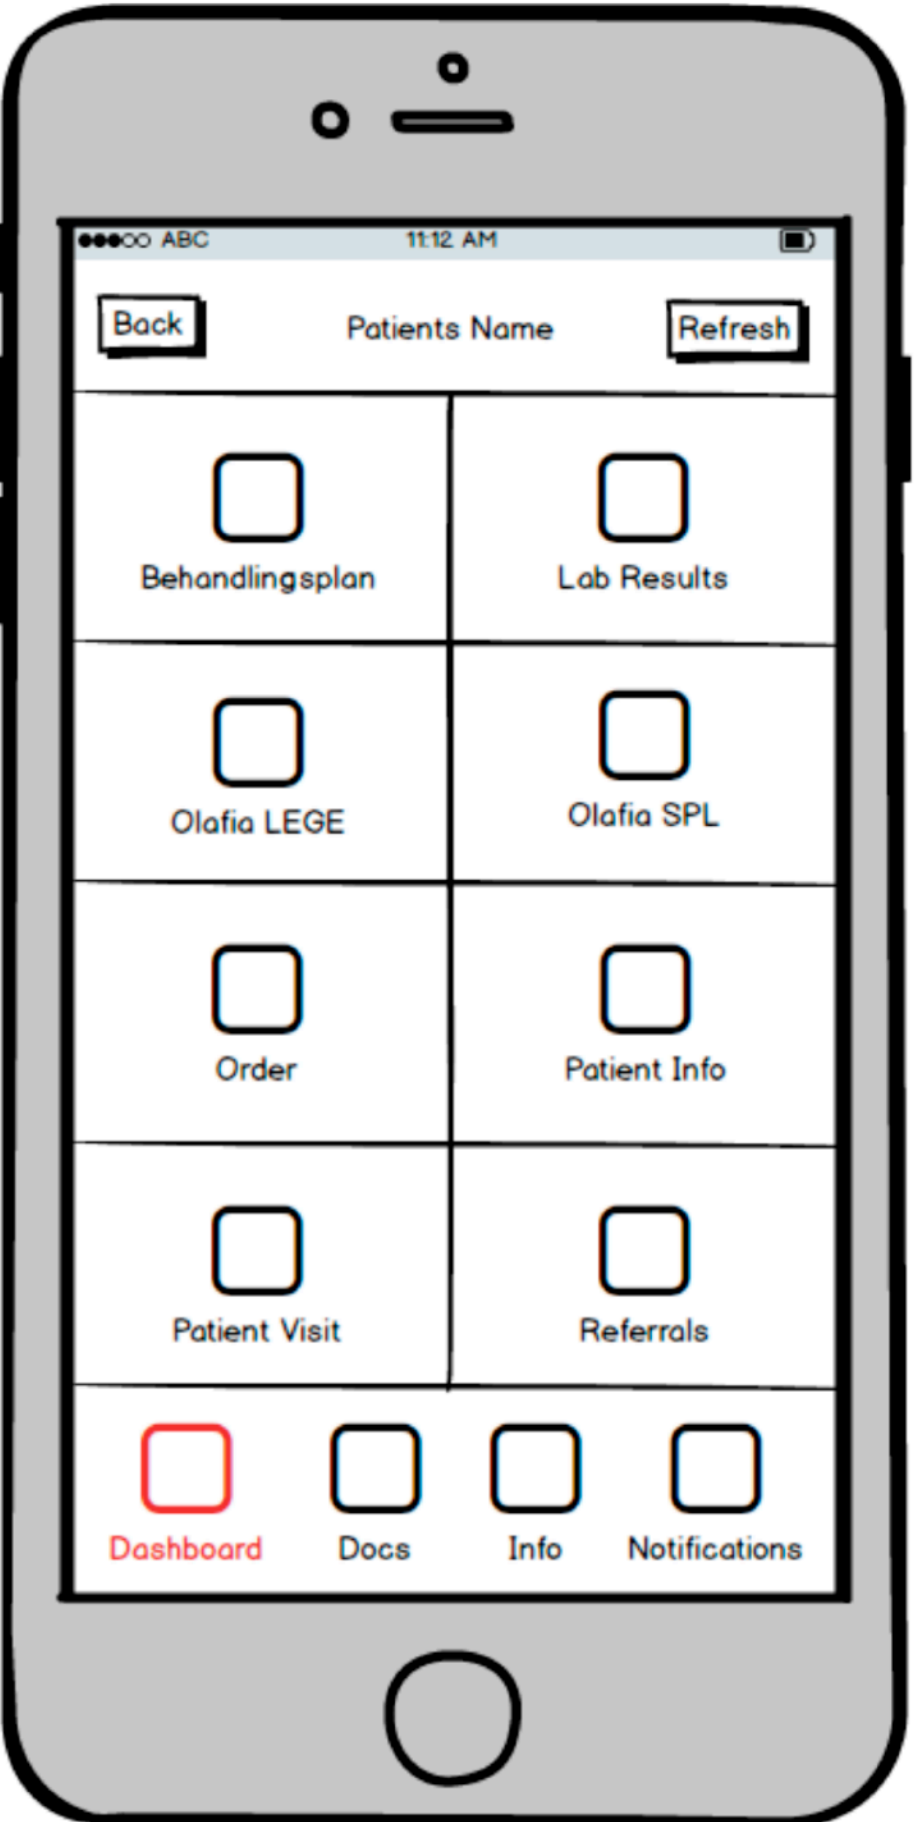 ABC 11:12 AM
Back Patients Name Refresh
Behandlingsplan Lab Results
Olafia LEGE Olafia SPL
Order Patient Info
Patient Visit Referrals
Dashboard Docs Info Notifications